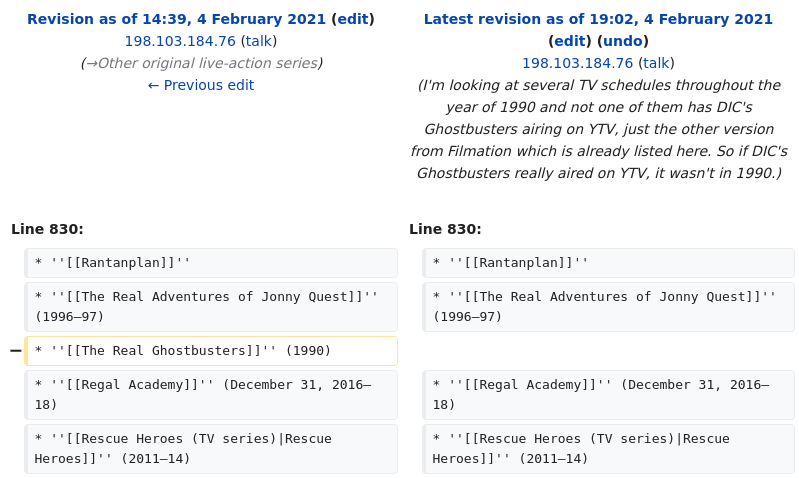 Revision as of 14:39, 4 February 2021 (edit)
198.103.184.76 (talk)
(→Other original live-action series)
← Previous edit
Latest revision as of 19:02, 4 February 2021
(edit) (undo)
198.103.184.76 (talk)
(I'm looking at several TV schedules throughout the
year of 1990 and not one of them has DIC's
Ghostbusters airing on YTV, just the other version
from Filmation which is already listed here. So if DIC's
Ghostbusters really aired on YTV, it wasn't in 1990.)
Line 830:
* ''[[Rantanplan]]''
* ''[[The Real Adventures of Jonny Quest]]''
(1996–97)
− * ''[[The Real Ghostbusters]]'' (1990)
* ''[[Regal Academy]]'' (December 31, 2016–
18)
* ''[[Rescue Heroes (TV series)|Rescue
Heroes]]'' (2011–14)
Line 830:
* ''[[Rantanplan]]''
* ''[[The Real Adventures of Jonny Quest]]''
(1996–97)
* ''[[Regal Academy]]'' (December 31, 2016–
18)
* ''[[Rescue Heroes (TV series)|Rescue
Heroes]]'' (2011–14)